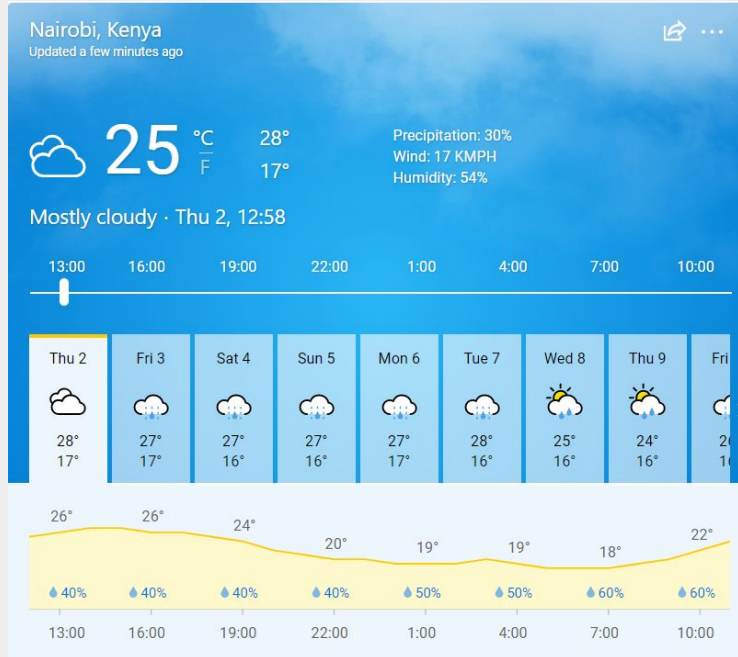 Nairobi, Kenya
Updated a few minutes ago
25 °C F 28° 17°
Precipitation: 30%
Wind: 17 KMPH
Humidity: 54%
Mostly cloudy · Thu 2, 12:58
13:00 16:00 19:00 22:00 1:00 4:00 7:00 10:00
Thu 2 Fri 3 Sat 4 Sun 5 Mon 6 Tue 7 Wed 8 Thu 9 Fri
28° 27° 27° 27° 27° 28° 25° 24°
17° 17° 16° 16° 17° 16° 16° 16°
26° 26° 24° 20° 19° 19° 18° 22°
40% 40% 40% 40% 50% 50% 60% 60%
13:00 16:00 19:00 22:00 1:00 4:00 7:00 10:00